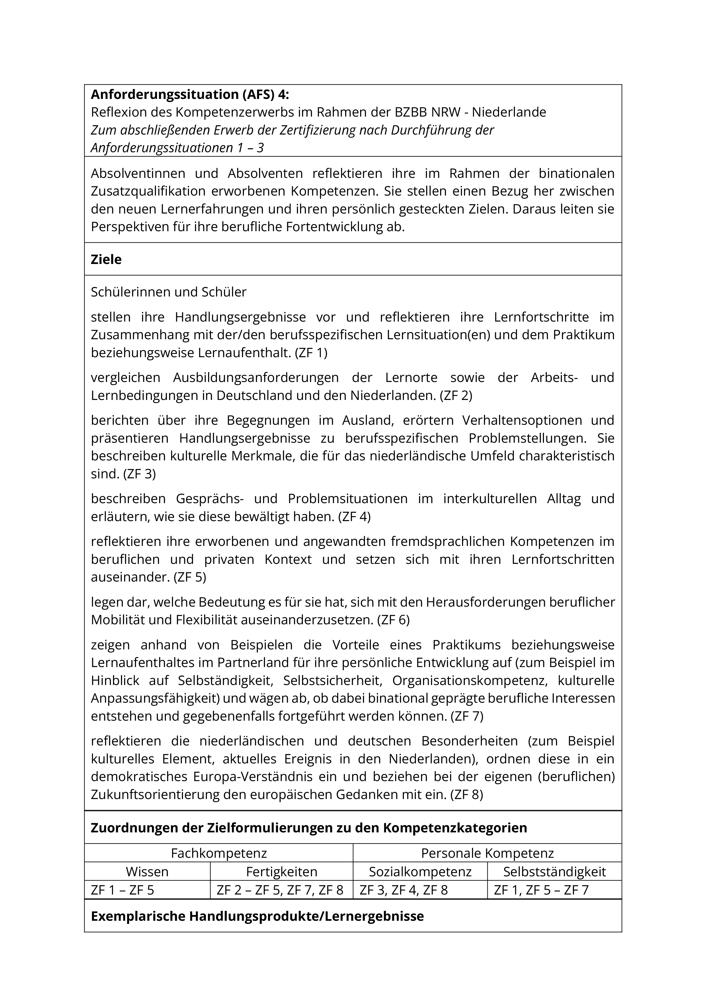 Anforderungssituation (AFS) 4:
Reflexion des Kompetenzerwerbs im Rahmen der BZBB NRW - Niederlande
Zum abschließenden Erwerb der Zertifizierung nach Durchführung der
Anforderungssituationen 1 – 3
Absolventinnen und Absolventen reflektieren ihre im Rahmen der binationalen
Zusatzqualifikation erworbenen Kompetenzen. Sie stellen einen Bezug her zwischen
den neuen Lernerfahrungen und ihren persönlich gesteckten Zielen. Daraus leiten sie
Perspektiven für ihre berufliche Fortentwicklung ab.
Ziele
Schülerinnen und Schüler
stellen ihre Handlungsergebnisse vor und reflektieren ihre Lernfortschritte im
Zusammenhang mit der/den berufsspezifischen Lernsituation(en) und dem Praktikum
beziehungsweise Lernaufenthalt. (ZF 1)
vergleichen Ausbildungsanforderungen der Lernorte sowie der Arbeits- und
Lernbedingungen in Deutschland und den Niederlanden. (ZF 2)
berichten über ihre Begegnungen im Ausland, erörtern Verhaltensoptionen und
präsentieren Handlungsergebnisse zu berufsspezifischen Problemstellungen. Sie
beschreiben kulturelle Merkmale, die für das niederländische Umfeld charakteristisch
sind. (ZF 3)
beschreiben Gesprächs- und Problemsituationen im interkulturellen Alltag und
erläutern, wie sie diese bewältigt haben. (ZF 4)
reflektieren ihre erworbenen und angewandten fremdsprachlichen Kompetenzen im
beruflichen und privaten Kontext und setzen sich mit ihren Lernfortschritten
auseinander. (ZF 5)
legen dar, welche Bedeutung es für sie hat, sich mit den Herausforderungen beruflicher
Mobilität und Flexibilität auseinanderzusetzen. (ZF 6)
zeigen anhand von Beispielen die Vorteile eines Praktikums beziehungsweise
Lernaufenthaltes im Partnerland für ihre persönliche Entwicklung auf (zum Beispiel im
Hinblick auf Selbständigkeit, Selbstsicherheit, Organisationskompetenz, kulturelle
Anpassungsfähigkeit) und wägen ab, ob dabei binational geprägte berufliche Interessen
entstehen und gegebenenfalls fortgeführt werden können. (ZF 7)
reflektieren die niederländischen und deutschen Besonderheiten (zum Beispiel
kulturelles Element, aktuelles Ereignis in den Niederlanden), ordnen diese in ein
demokratisches Europa-Verständnis ein und beziehen bei der eigenen (beruflichen)
Zukunftsorientierung den europäischen Gedanken mit ein. (ZF 8)
Zuordnungen der Zielformulierungen zu den Kompetenzkategorien
Fachkompetenz Personale Kompetenz
Wissen Fertigkeiten Sozialkompetenz Selbstständigkeit
ZF 1 – ZF 5 ZF 2 – ZF 5, ZF 7, ZF 8 ZF 3, ZF 4, ZF 8 ZF 1, ZF 5 – ZF 7
Exemplarische Handlungsprodukte/Lernergebnisse